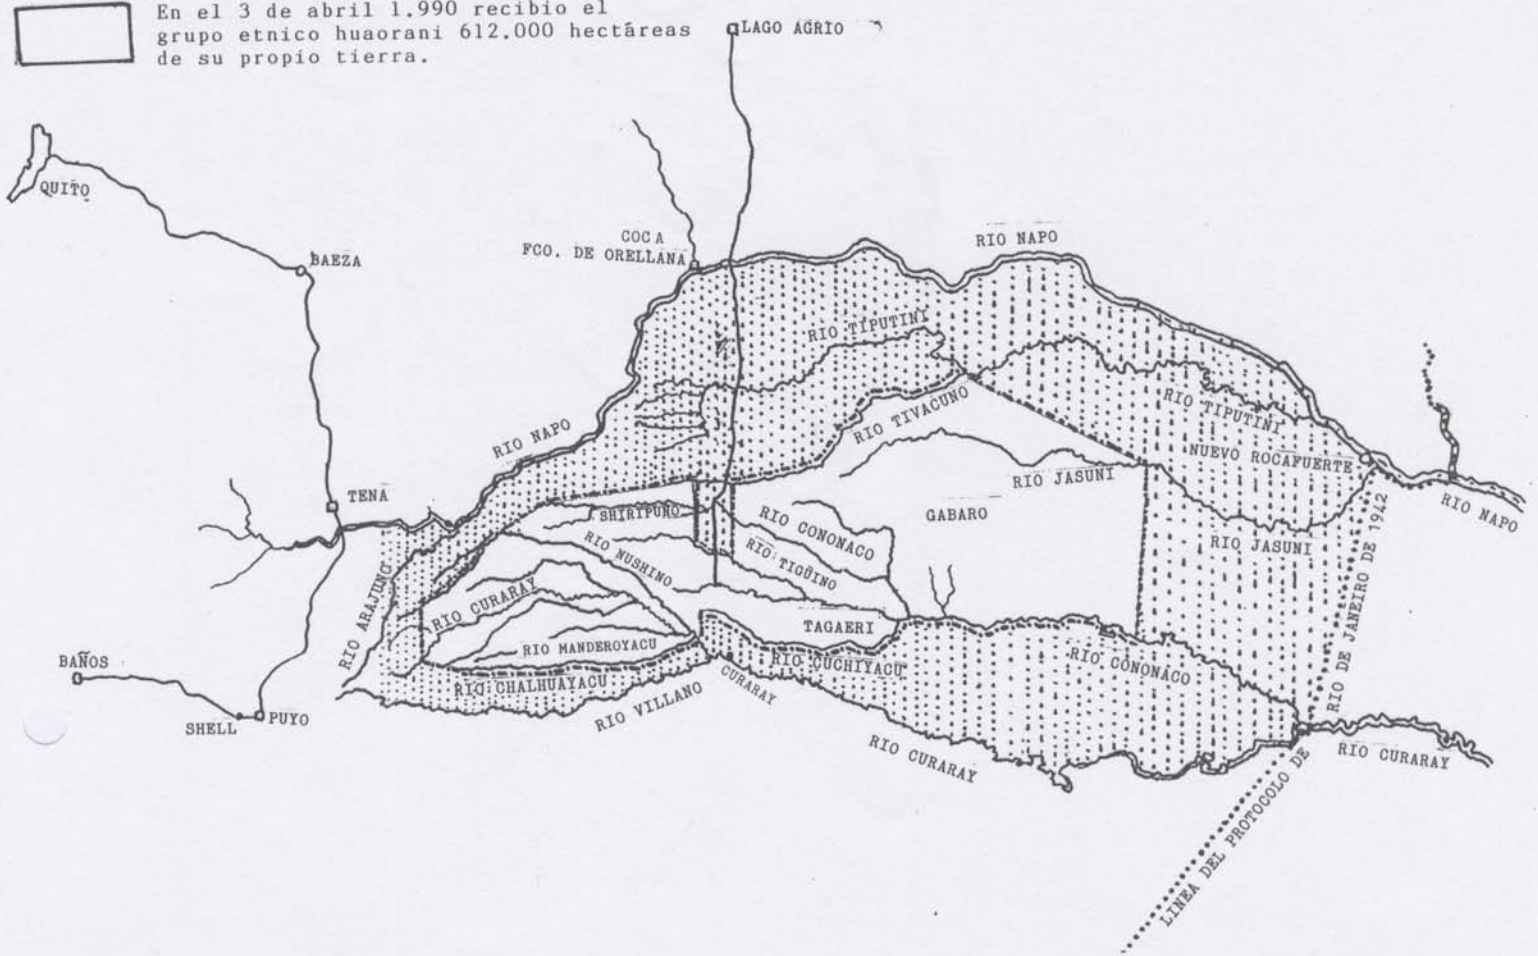 En el 3 de abril 1.990 recibio el
grupo etnico huaorani 612.000 hectáreas
de su propio tierra.
LAGO AGRIO
QUITO
BAEZA
COCA
FCO. DE ORELLANA
RIO NAPO
RIO TIPUTINI
RIO TIVACUNO
RIO TIPUTINI
RIO NAPO
NUEVO ROCAFUERTE
RIO JASUNI
RIO NAPO
TENA
SHIRIPUNO
RIO CONONACO
GABARO
RIO JASUNI
RIO NUSHINO
RIO TIGÜINO
RIO ARAJUNO
RIO CURARAY
TAGAERI
RIO MANDEROYACU
RIO CUCHIYACU
RIO CONONACO
BAÑOS
RIO CHALHUAYACU
CURARAY
RIO VILLANO
SHELL
PUYO
RIO CURARAY
RIO CURARAY
LINEA DEL PROTOCOLO DE
RIO DE JANEIRO DE 1942